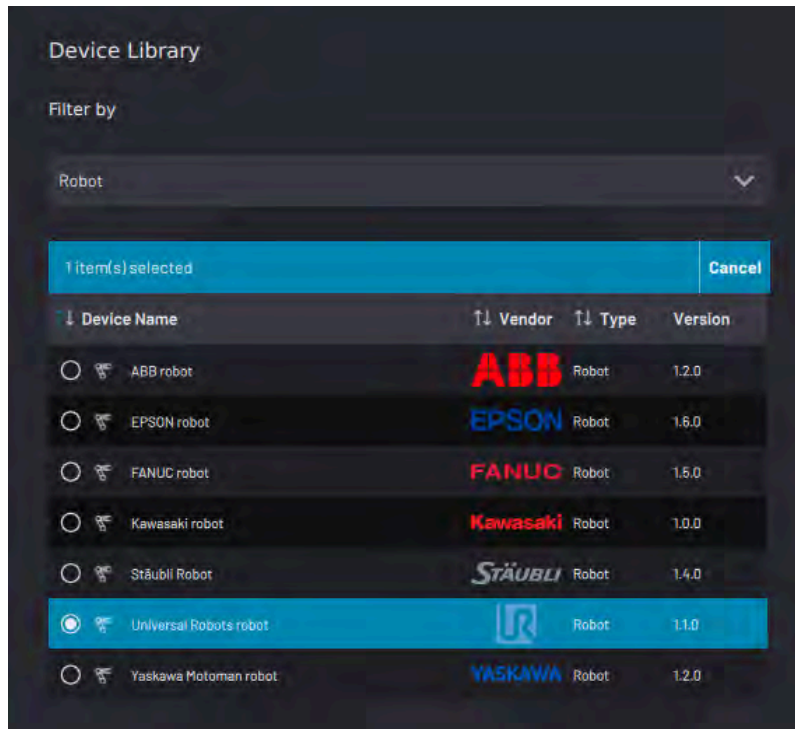 Device Library
Filter by
Robot
1 item(s) selected Cancel
Device Name Vendor Type Version
ABB robot ABB Robot 1.2.0
EPSON robot EPSON Robot 1.6.0
FANUC robot FANUC Robot 1.5.0
Kawasaki robot Kawasaki Robot 1.0.0
Stäubli Robot STÄUBLI Robot 1.4.0
Universal Robots robot UR Robot 1.1.0
Yaskawa Motoman robot YASKAWA Robot 1.2.0